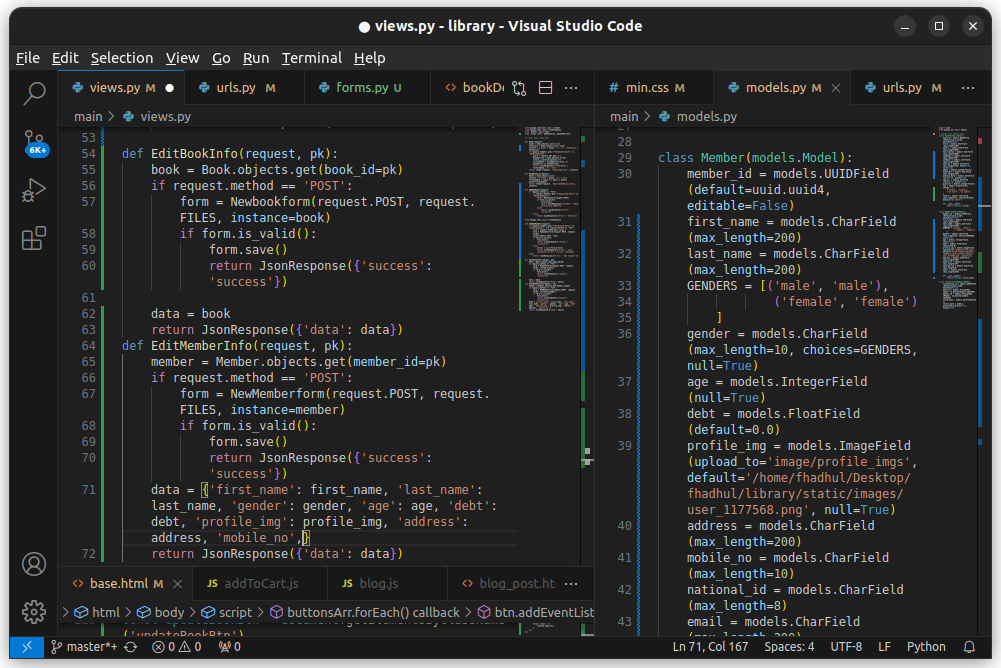 ● views.py - library - Visual Studio Code
File Edit Selection View Go Run Terminal Help
views.py M ●
urls.py M
forms.py U
<> bookD
# min.css M
models.py M
urls.py M
main > views.py
main > models.py
6K+
53
54 def EditBookInfo(request, pk):
55 book = Book.objects.get(book_id=pk)
56 if request.method == 'POST':
57 form = Newbookform(request.POST, request.
FILES, instance=book)
58 if form.is_valid():
59 form.save()
60 return JsonResponse({'success':
'success'})
61
62 data = book
63 return JsonResponse({'data': data})
64 def EditMemberInfo(request, pk):
65 member = Member.objects.get(member_id=pk)
66 if request.method == 'POST':
67 form = NewMemberform(request.POST, request.
FILES, instance=member)
68 if form.is_valid():
69 form.save()
70 return JsonResponse({'success':
'success'})
71 data = {'first_name': first_name, 'last_name':
last_name, 'gender': gender, 'age': age, 'debt':
debt, 'profile_img': profile_img, 'address':
address, 'mobile_no',}
72 return JsonResponse({'data': data})
28
29 class Member(models.Model):
30 member_id = models.UUIDField
(default=uuid.uuid4,
editable=False)
31 first_name = models.CharField
(max_length=200)
32 last_name = models.CharField
(max_length=200)
33 GENDERS = [('male', 'male'),
34 ('female', 'female')
35 ]
36 gender = models.CharField
(max_length=10, choices=GENDERS,
null=True)
37 age = models.IntegerField
(null=True)
38 debt = models.FloatField
(default=0.0)
39 profile_img = models.ImageField
(upload_to='image/profile_imgs',
default='/home/fhadhul/Desktop/
fhadhul/library/static/images/
user_1177568.png', null=True)
40 address = models.CharField
(max_length=200)
41 mobile_no = models.CharField
(max_length=10)
42 national_id = models.CharField
(max_length=8)
43 email = models.CharField
<> base.html M
JS addToCart.js
JS blog.js
<> blog_post.ht
> html > body > script > buttonsArr.forEach() callback > btn.addEventList
('updateBookBtn')
master*+ 0 0 0 Ln 71, Col 167 Spaces: 4 UTF-8 LF Python